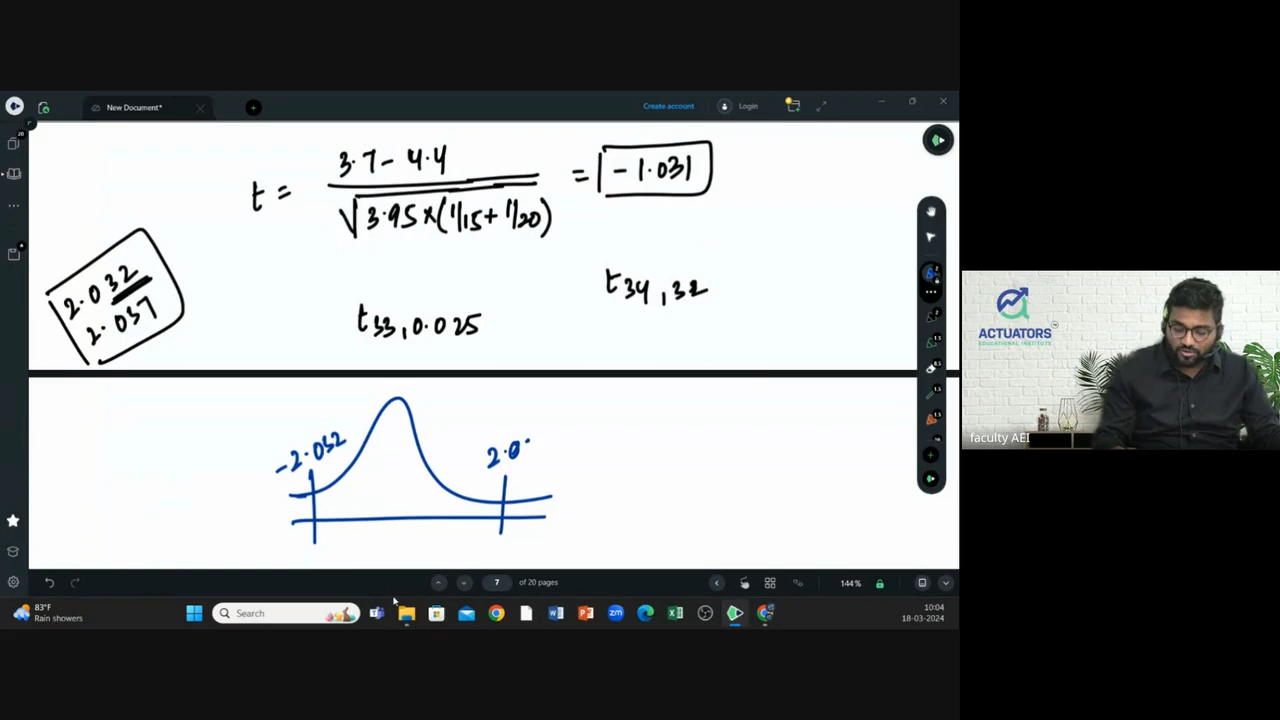 New Document*
Create account
Login
3.7 - 4.4
t = = -1.031
√3.95×(1/15+1/20)
2.032
2.037
t34,32
t33,0.025
-2.032
2.0
ACTUATORS
EDUCATIONAL INSTITUTE
faculty AEI
7 of 20 pages
144%
83°F
Rain showers
Search
10:04
18-03-2024